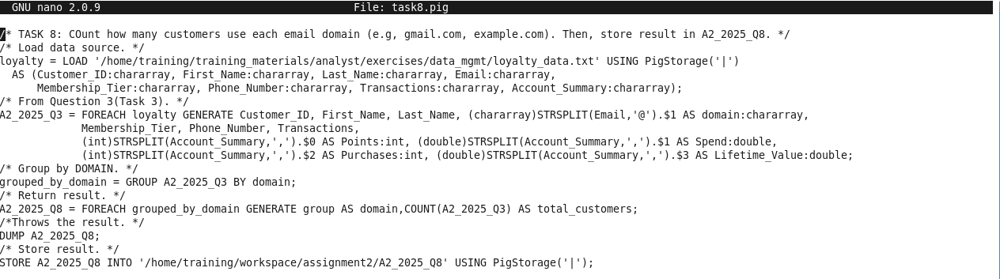 GNU nano 2.0.9 File: task8.pig
/* TASK 8: COunt how many customers use each email domain (e.g, gmail.com, example.com). Then, store result in A2_2025_Q8. */
/* Load data source. */
loyalty = LOAD '/home/training/training_materials/analyst/exercises/data_mgmt/loyalty_data.txt' USING PigStorage('|')
AS (Customer_ID:chararray, First_Name:chararray, Last_Name:chararray, Email:chararray,
Membership_Tier:chararray, Phone_Number:chararray, Transactions:chararray, Account_Summary:chararray);
/* From Question 3(Task 3). */
A2_2025_Q3 = FOREACH loyalty GENERATE Customer_ID, First_Name, Last_Name, (chararray)STRSPLIT(Email,'@').$1 AS domain:chararray,
Membership_Tier, Phone_Number, Transactions,
(int)STRSPLIT(Account_Summary,',').$0 AS Points:int, (double)STRSPLIT(Account_Summary,',').$1 AS Spend:double,
(int)STRSPLIT(Account_Summary,',').$2 AS Purchases:int, (double)STRSPLIT(Account_Summary,',').$3 AS Lifetime_Value:double;
/* Group by DOMAIN. */
grouped_by_domain = GROUP A2_2025_Q3 BY domain;
/* Return result. */
A2_2025_Q8 = FOREACH grouped_by_domain GENERATE group AS domain,COUNT(A2_2025_Q3) AS total_customers;
/*Throws the result. */
DUMP A2_2025_Q8;
/* Store result. */
STORE A2_2025_Q8 INTO '/home/training/workspace/assignment2/A2_2025_Q8' USING PigStorage('|');